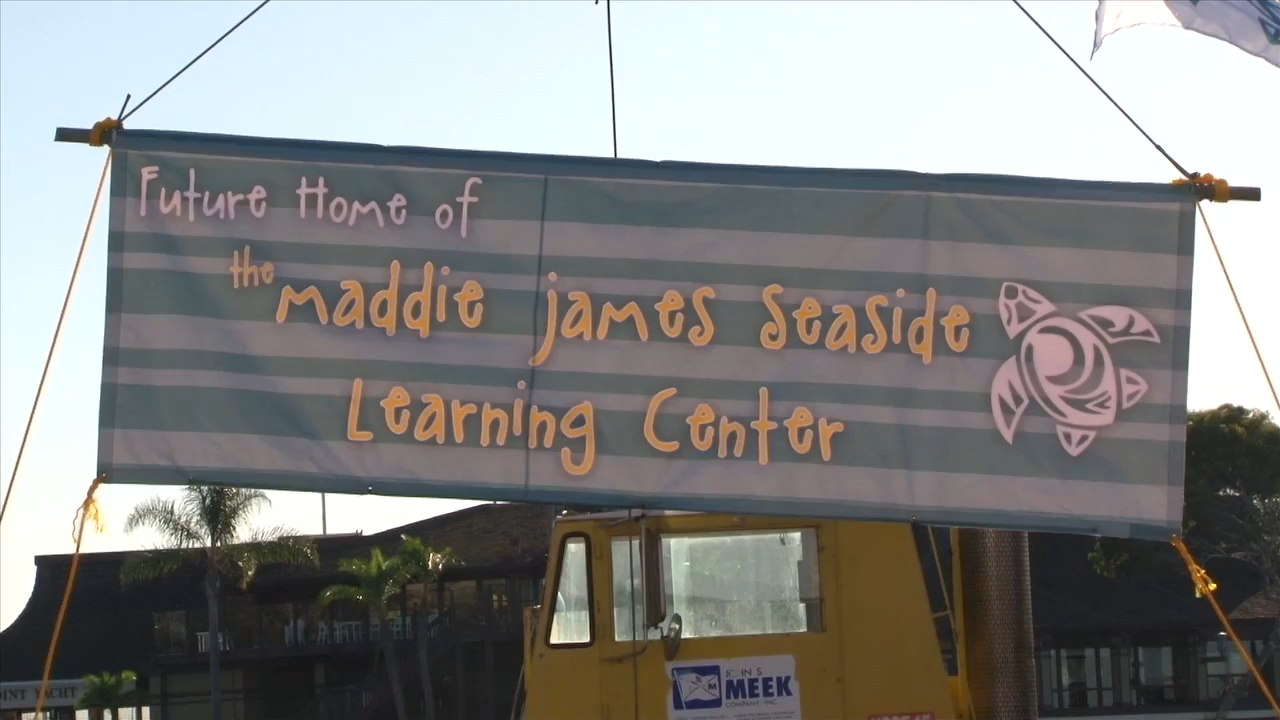 Future Home of
the maddie james Seaside
Learning Center
OINT YACHT
JOHN S
MEEK
COMPANY, INC